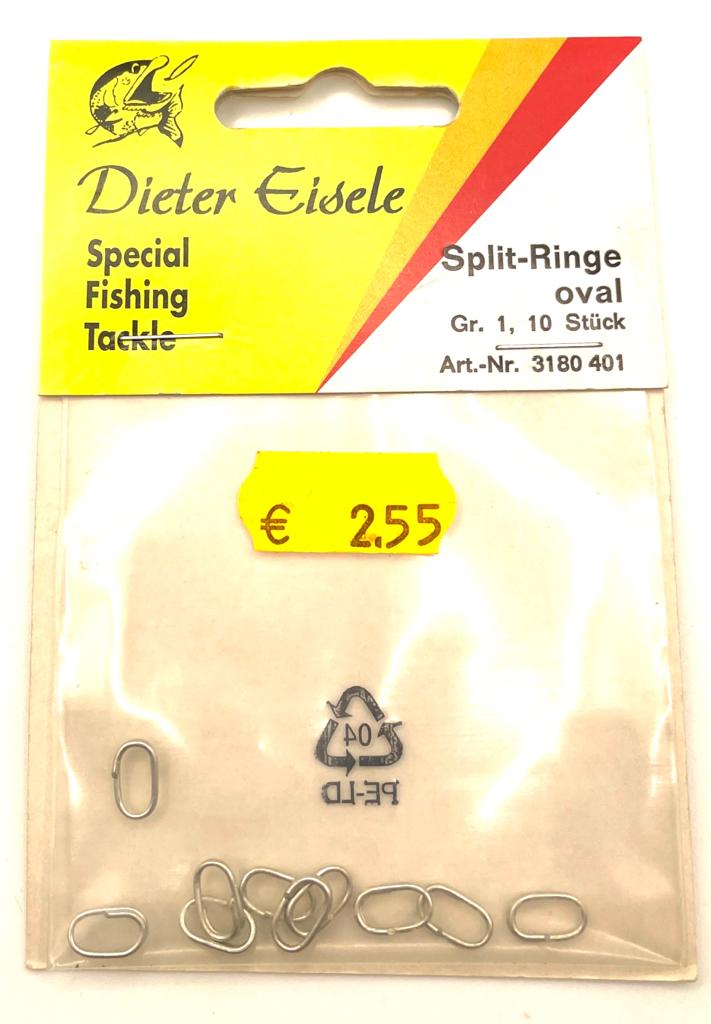 Dieter Eisele
Special
Fishing
Tackle
Split-Ringe
oval
Gr. 1, 10 Stück
Art.-Nr. 3180 401
€ 2.55
04
PE-LD